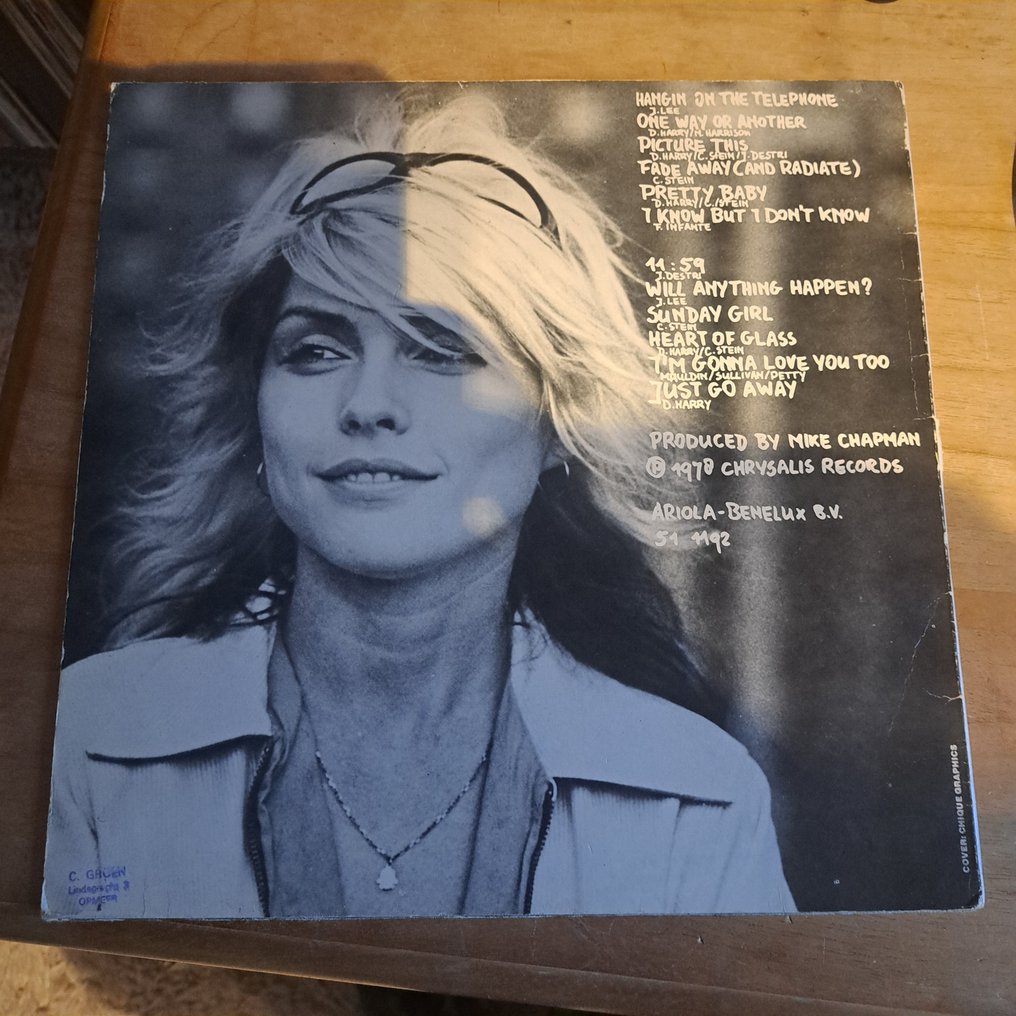 HANGIN ON THE TELEPHONE
J. LEE
ONE WAY OR ANOTHER
D. HARRY/N. HARRISON
PICTURE THIS
D. HARRY/C. STEIN/J. DESTRI
FADE AWAY (AND RADIATE)
C. STEIN
PRETTY BABY
D. HARRY/C. STEIN
I KNOW BUT I DON'T KNOW
F. INFANTE
11:59
J. DESTRI
WILL ANYTHING HAPPEN?
J. LEE
SUNDAY GIRL
C. STEIN
HEART OF GLASS
D. HARRY/C. STEIN
I'M GONNA LOVE YOU TOO
MAULDIN/SULLIVAN/PETTY
JUST GO AWAY
D. HARRY
PRODUCED BY MIKE CHAPMAN
Ⓟ 1978 CHRYSALIS RECORDS
ARIOLA-BENELUX B.V.
51 1192
COVER: CHIQUE GRAPHICS
C. GROEN
OPMEER